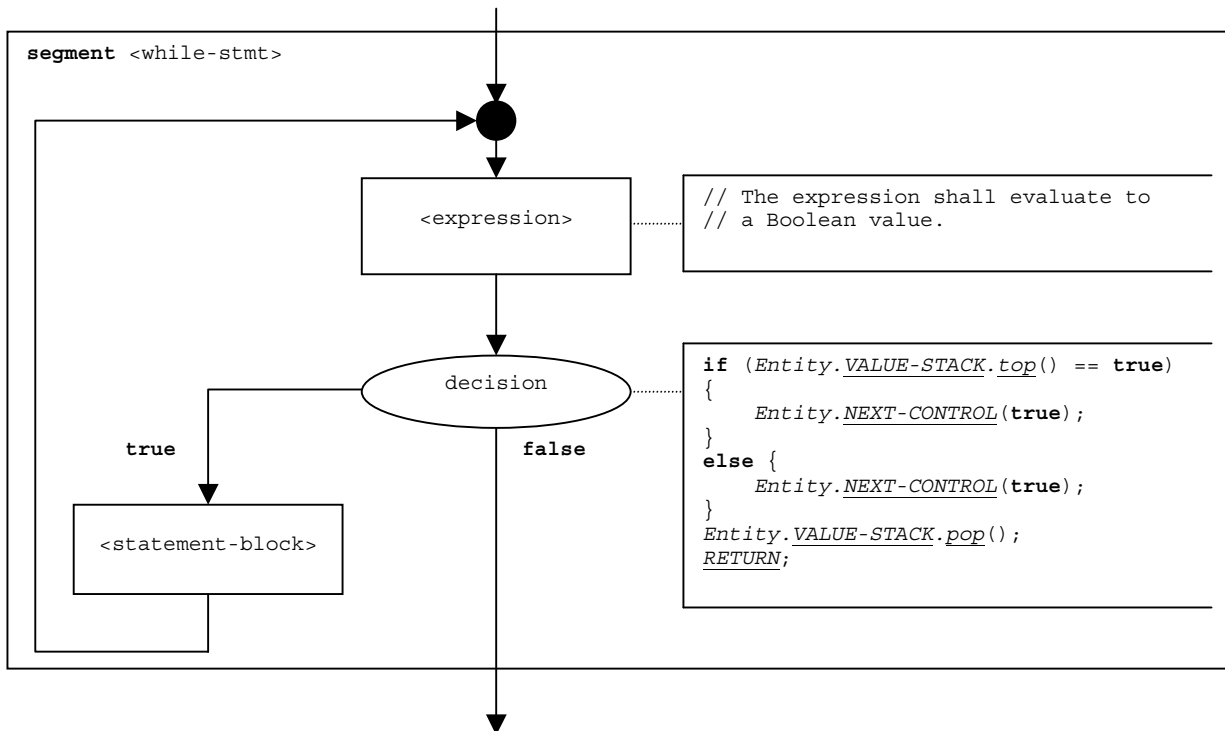 segment <while-stmt>
<expression>
// The expression shall evaluate to
// a Boolean value.
decision
if (Entity.VALUE-STACK.top() == true)
{
    Entity.NEXT-CONTROL(true);
}
else {
    Entity.NEXT-CONTROL(true);
}
Entity.VALUE-STACK.pop();
RETURN;
true
false
<statement-block>